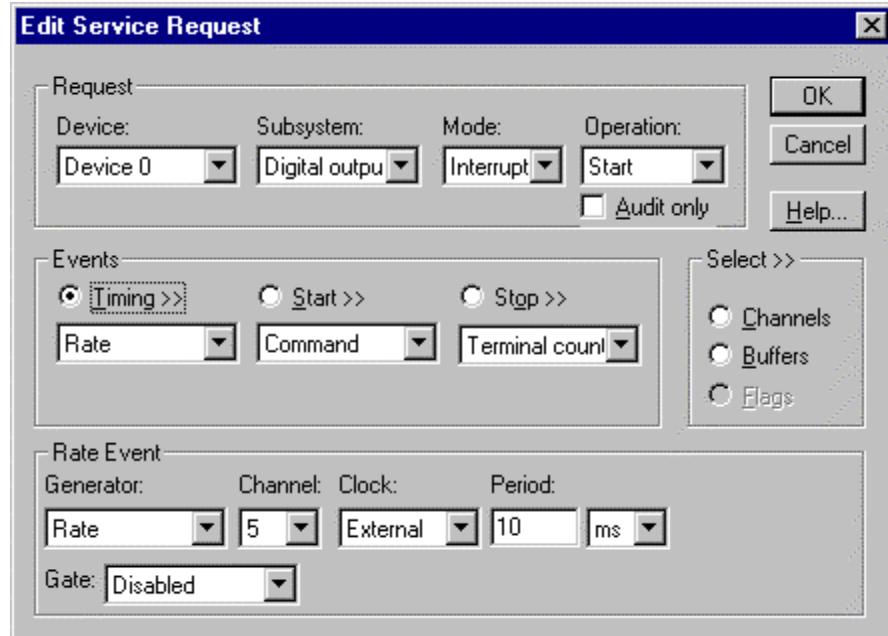 Edit Service Request
Request
OK
Device: Subsystem: Mode: Operation:
Cancel
Device 0 Digital outpu Interrupt Start
Audit only
Help...
Events
Select >>
Timing >> Start >> Stop >>
Channels
Rate Command Terminal count
Buffers
Flags
Rate Event
Generator: Channel: Clock: Period:
Rate 5 External 10 ms
Gate: Disabled